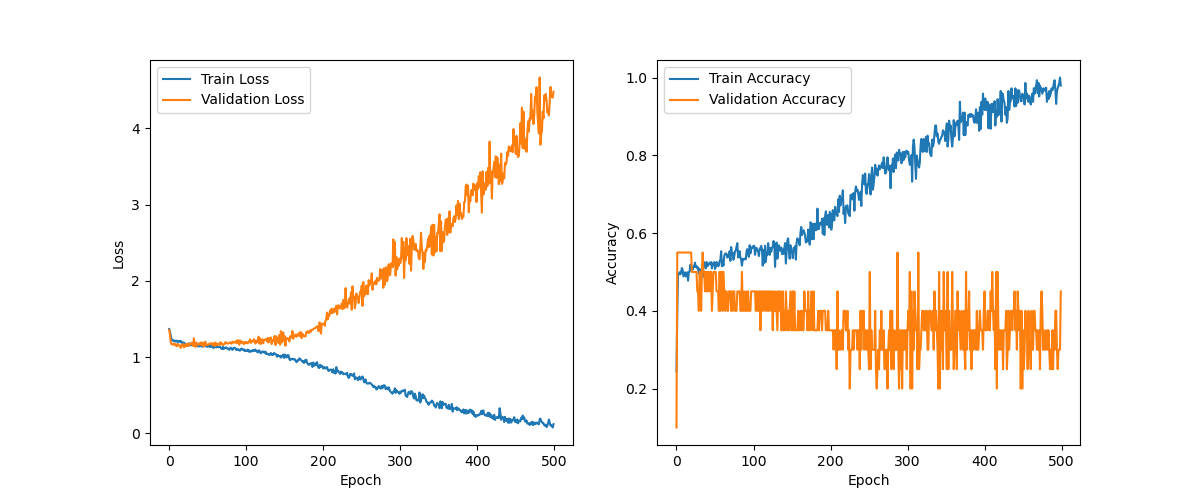 Train Loss
Validation Loss
4
3
2
1
0
Loss
0 100 200 300 400 500
Epoch
Train Accuracy
Validation Accuracy
1.0
0.8
0.6
0.4
0.2
Accuracy
0 100 200 300 400 500
Epoch